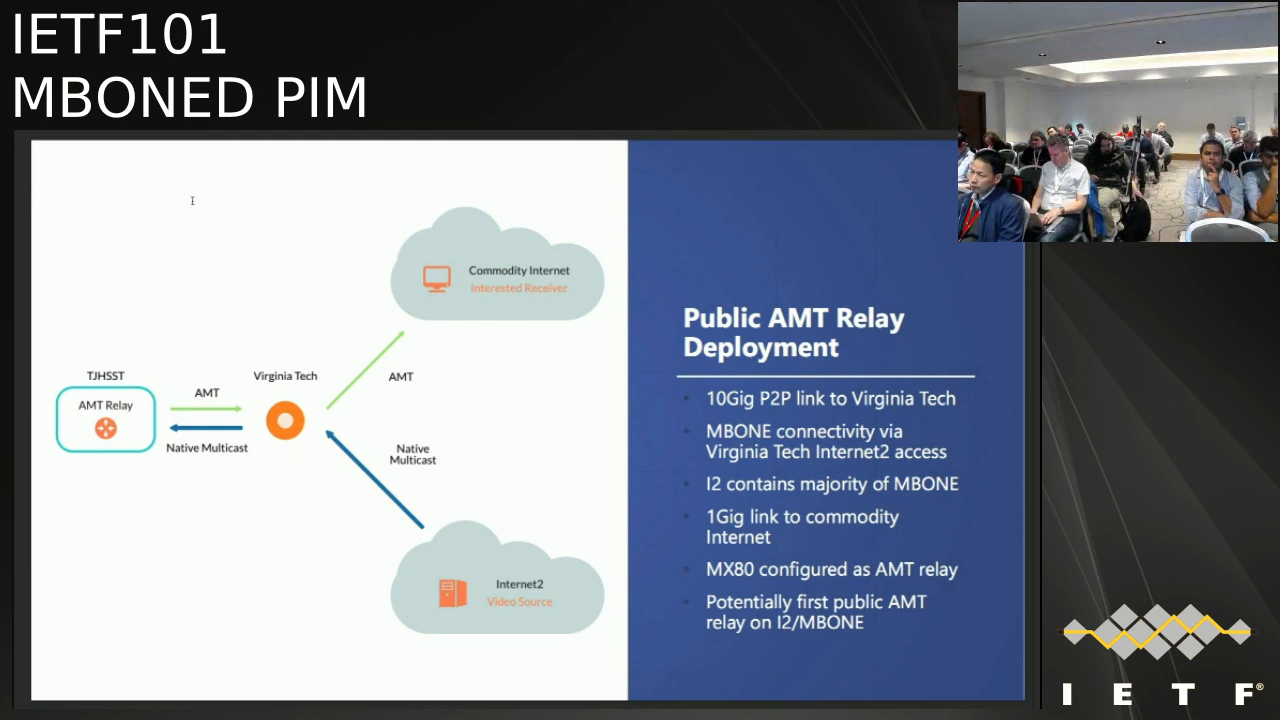 IETF101
MBONED PIM
Commodity Internet
Interested Receiver
TJHSST
AMT Relay
AMT
Native Multicast
Virginia Tech
AMT
Native
Multicast
Internet2
Video Source
Public AMT Relay
Deployment
10Gig P2P link to Virginia Tech
MBONE connectivity via
Virginia Tech Internet2 access
I2 contains majority of MBONE
1Gig link to commodity
Internet
MX80 configured as AMT relay
Potentially first public AMT
relay on I2/MBONE
I E T F®